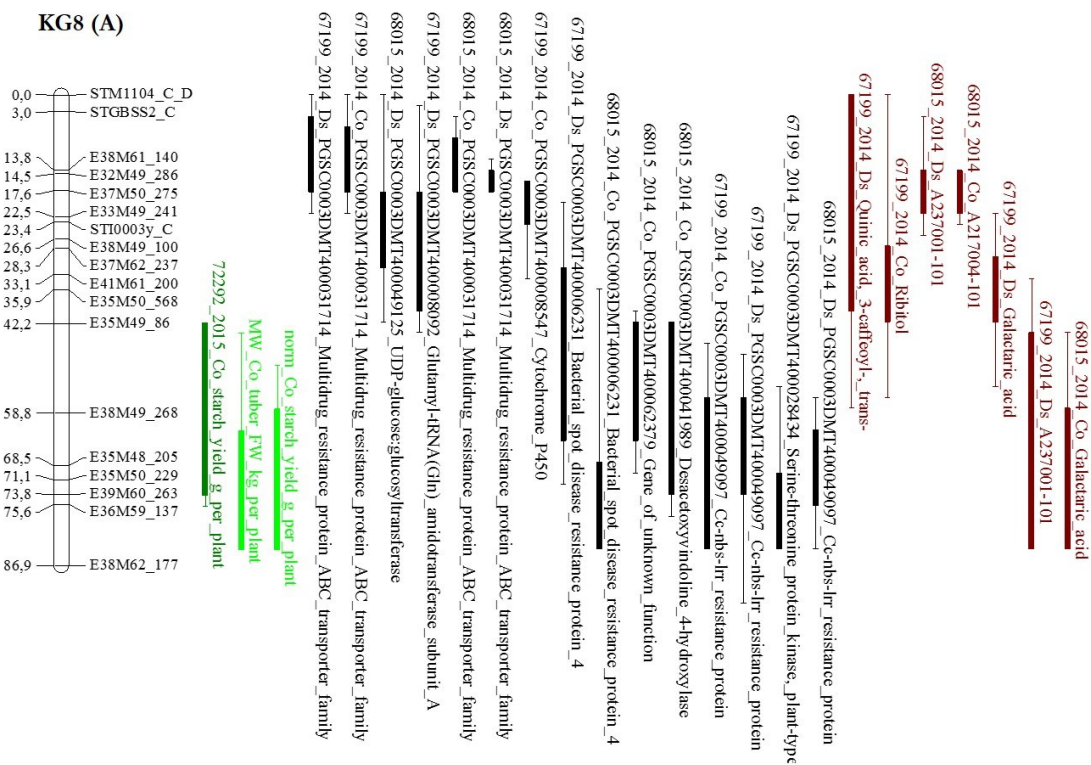 KG8 (A)
0,0 STM1104_C_D
3,0 STGBSS2_C
13,8 E38M61_140
14,5 E32M49_286
17,6 E37M50_275
22,5 E33M49_241
23,4 STI0003y_C
26,6 E38M49_100
28,3 E37M62_237
33,1 E41M61_200
35,9 E35M50_568
42,2 E35M49_86
58,8 E38M49_268
68,5 E35M48_205
71,1 E35M50_229
73,8 E39M60_263
75,6 E36M59_137
86,9 E38M62_177
72292_2015_Co_starch_yield_g_per_plant
MW_Co_tuber_FW_kg_per_plant
norm_Co_starch_yield_g_per_plant
67199_2014_Ds_PGSC0003DMT400031714_Multidrug_resistance_protein_ABC_transporter_family
67199_2014_Co_PGSC0003DMT400031714_Multidrug_resistance_protein_ABC_transporter_family
68015_2014_Ds_PGSC0003DMT400049125_UDP-glucose:glucosyltransferase
67199_2014_Ds_PGSC0003DMT400008092_Glutamyl-tRNA(Gln)_amidotransferase_subunit_A
68015_2014_Co_PGSC0003DMT400031714_Multidrug_resistance_protein_ABC_transporter_family
68015_2014_Ds_PGSC0003DMT400031714_Multidrug_resistance_protein_ABC_transporter_family
67199_2014_Co_PGSC0003DMT400008547_Cytochrome_P450
67199_2014_Ds_PGSC0003DMT400006231_Bacterial_spot_disease_resistance_protein_4
68015_2014_Co_PGSC0003DMT400006231_Bacterial_spot_disease_resistance_protein_4
68015_2014_Co_PGSC0003DMT400062379_Gene_of_unknown_function
68015_2014_Co_PGSC0003DMT400041989_Desacetoxyvindoline_4-hydroxylase
67199_2014_Co_PGSC0003DMT400049097_Cc-nbs-lrr_resistance_protein
67199_2014_Ds_PGSC0003DMT400049097_Cc-nbs-lrr_resistance_protein
67199_2014_Ds_PGSC0003DMT400028434_Serine-threonine_protein_kinase,_plant-type
68015_2014_Ds_PGSC0003DMT400049097_Cc-nbs-lrr_resistance_protein
67199_2014_Ds_Quinic_acid,_3-caffeoyl-,_trans-
67199_2014_Co_Ribitol
68015_2014_Ds_A237001-101
68015_2014_Co_A217004-101
67199_2014_Ds_Galactaric_acid
67199_2014_Ds_A237001-101
68015_2014_Co_Galactaric_acid